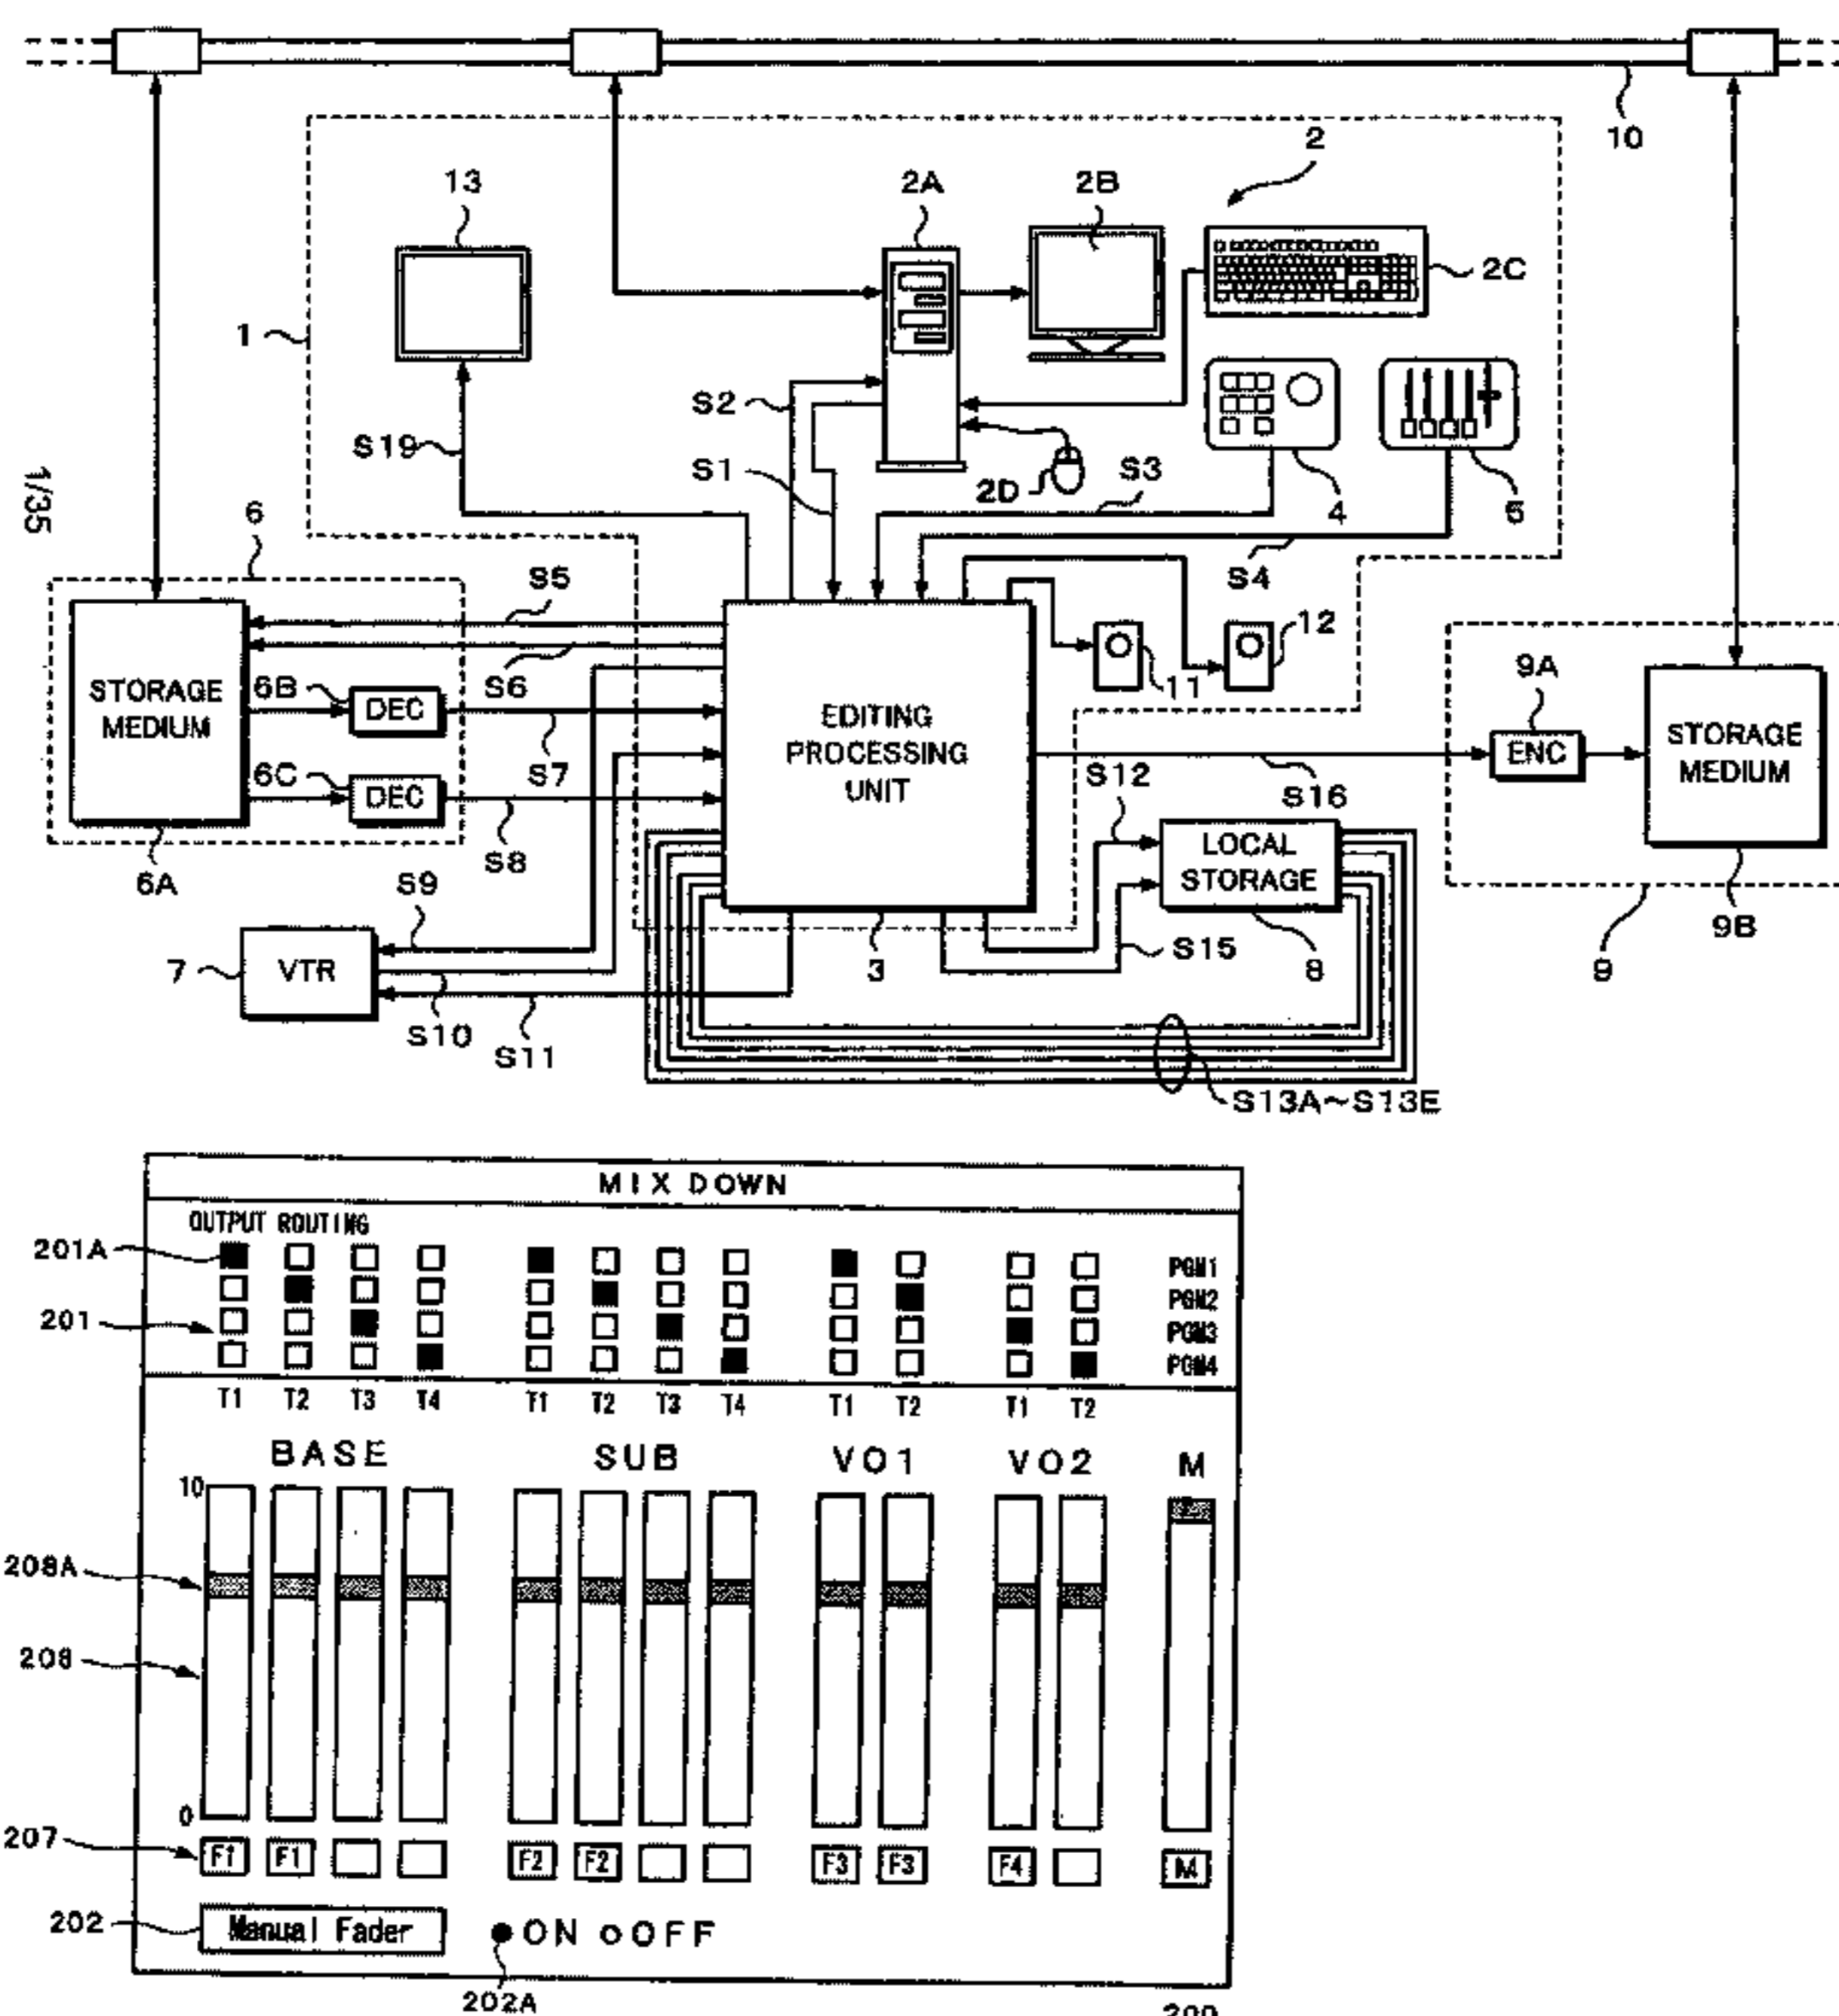 10
2
13
2A
2B
2C
1
S2
S19
S1
2D
S3
4
5
1/35
6
S5
S4
12
STORAGE
MEDIUM
6B
DEC
S6
11
9A
EDITING
PROCESSING
UNIT
ENC
STORAGE
MEDIUM
6C
DEC
S7
S12
S16
S8
LOCAL
STORAGE
6A
S9
9B
7
VTR
3
S15
8
9
S10
S11
S13A~S13E
MIX DOWN
OUTPUT ROUTING
201A
PGM1
PGM2
201
PGM3
PGM4
T1 T2 T3 T4 T1 T2 T3 T4 T1 T2 T1 T2
BASE SUB VO1 VO2 M
10
208A
208
0
207
F1 F1 F2 F2 F3 F3 F4 M
202
Manual Fader
ON OFF
202A